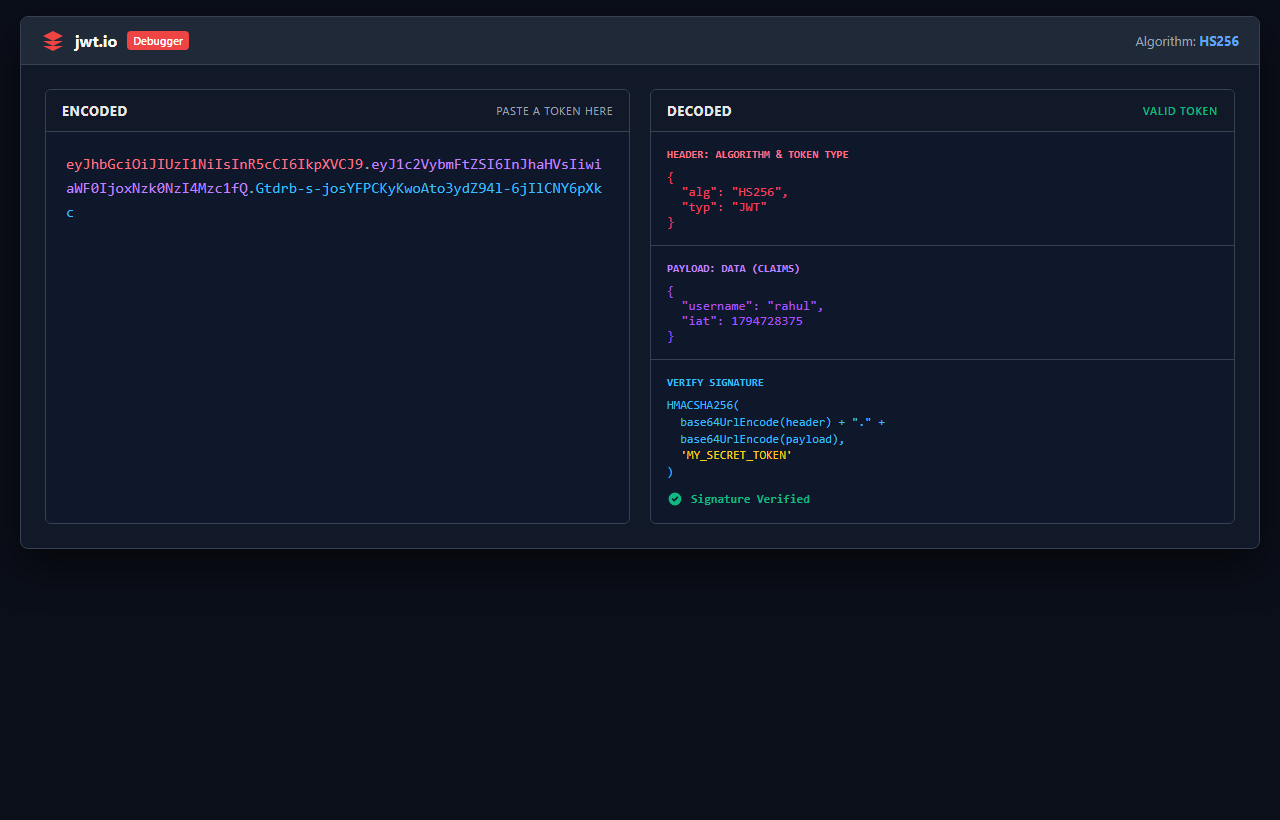 jwt.io Debugger Algorithm: HS256
ENCODED PASTE A TOKEN HERE
eyJhbGciOiJIUzI1NiIsInR5cCI6IkpXVCJ9.eyJ1c2VybmFtZSI6InJhaHVsIiwi
aWF0IjoxNzk0NzI4Mzc1fQ.Gtdrb-s-josYFPCKyKwoAto3ydZ94l-6jIlCNY6pXk
c
DECODED VALID TOKEN
HEADER: ALGORITHM & TOKEN TYPE
{
  "alg": "HS256",
  "typ": "JWT"
}
PAYLOAD: DATA (CLAIMS)
{
  "username": "rahul",
  "iat": 1794728375
}
VERIFY SIGNATURE
HMACSHA256(
  base64UrlEncode(header) + "." +
  base64UrlEncode(payload),
  'MY_SECRET_TOKEN'
)
Signature Verified